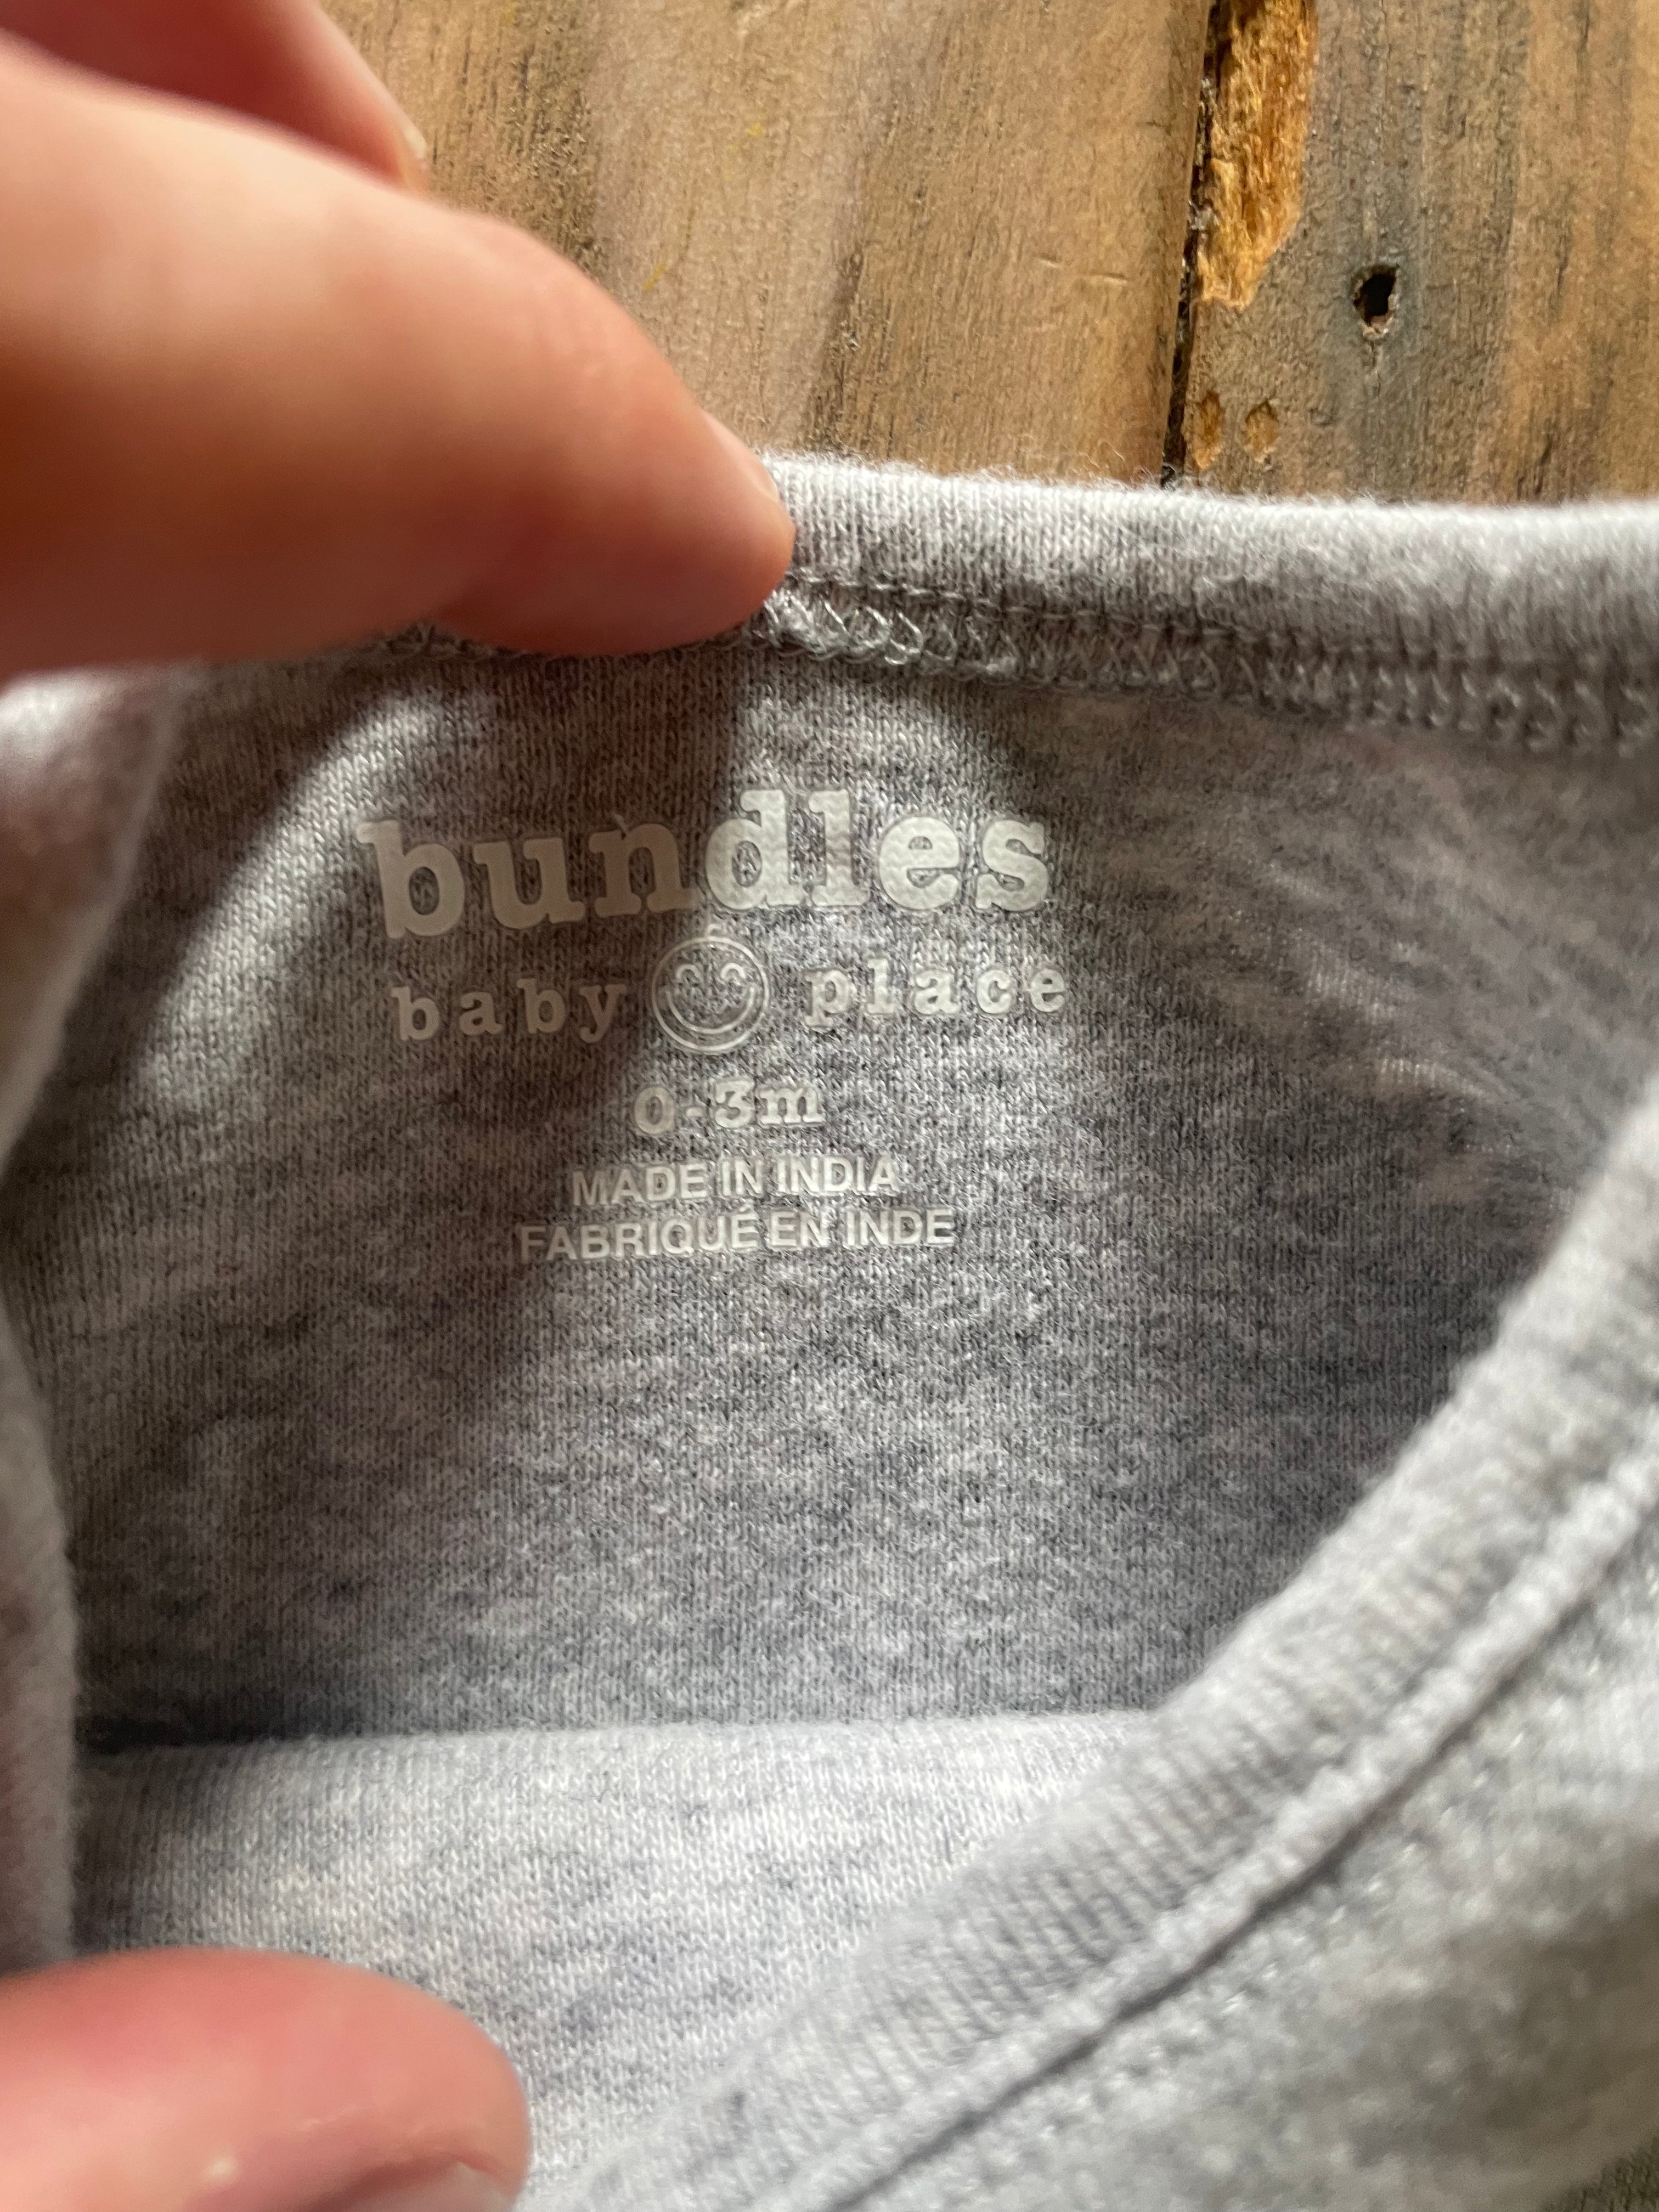 bundles
baby place
0-3m
MADE IN INDIA
FABRIQUÉ EN INDE